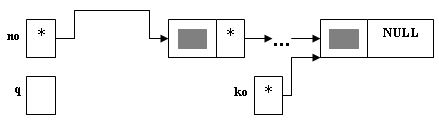 no * * ... NULL
q ko *